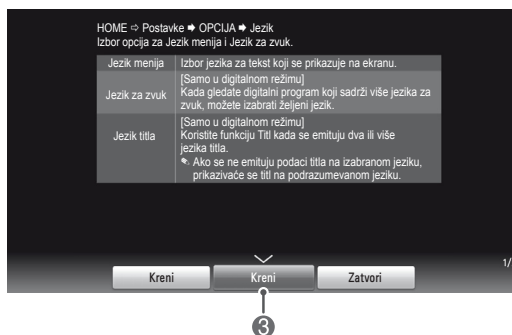 HOME ⇨ Postavke ➡ OPCIJA ➡ Jezik
Izbor opcija za Jezik menija i Jezik za zvuk.
Jezik menija
Izbor jezika za tekst koji se prikazuje na ekranu.
Jezik za zvuk
[Samo u digitalnom režimu]
Kada gledate digitalni program koji sadrži više jezika za
zvuk, možete izabrati željeni jezik.
Jezik titla
[Samo u digitalnom režimu]
Koristite funkciju Titl kada se emituju dva ili više
jezika titla.
✎ Ako se ne emituju podaci titla na izabranom jeziku,
prikazivaće se titl na podrazumevanom jeziku.
1/
Kreni
Kreni
Zatvori
3